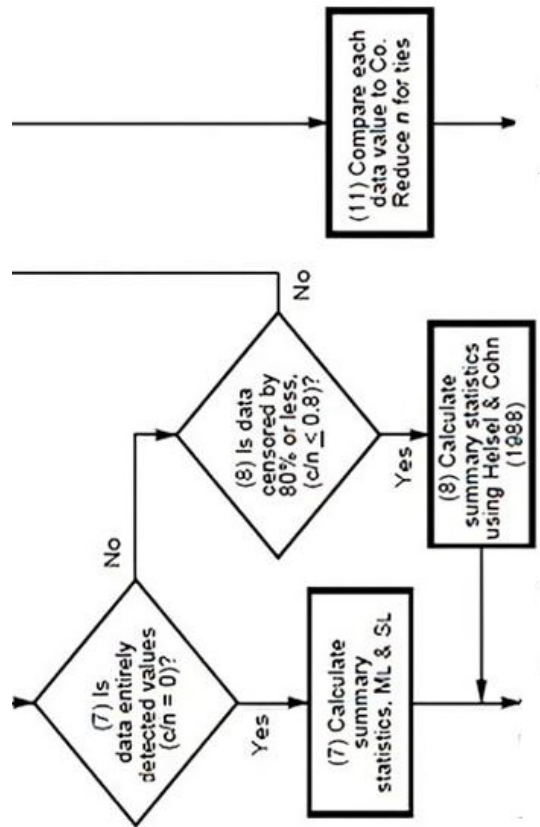 (7) Is
data entirely
detected values
(c/n = 0)?
No
Yes
(7) Calculate
summary
statistics, ML & SL
(8) Is data
censored by
80% or less,
(c/n ≤ 0.8)?
No
Yes
(8) Calculate
summary statistics
using Helsel & Cohn
(1988)
(11) Compare each
data value to Co.
Reduce n for ties